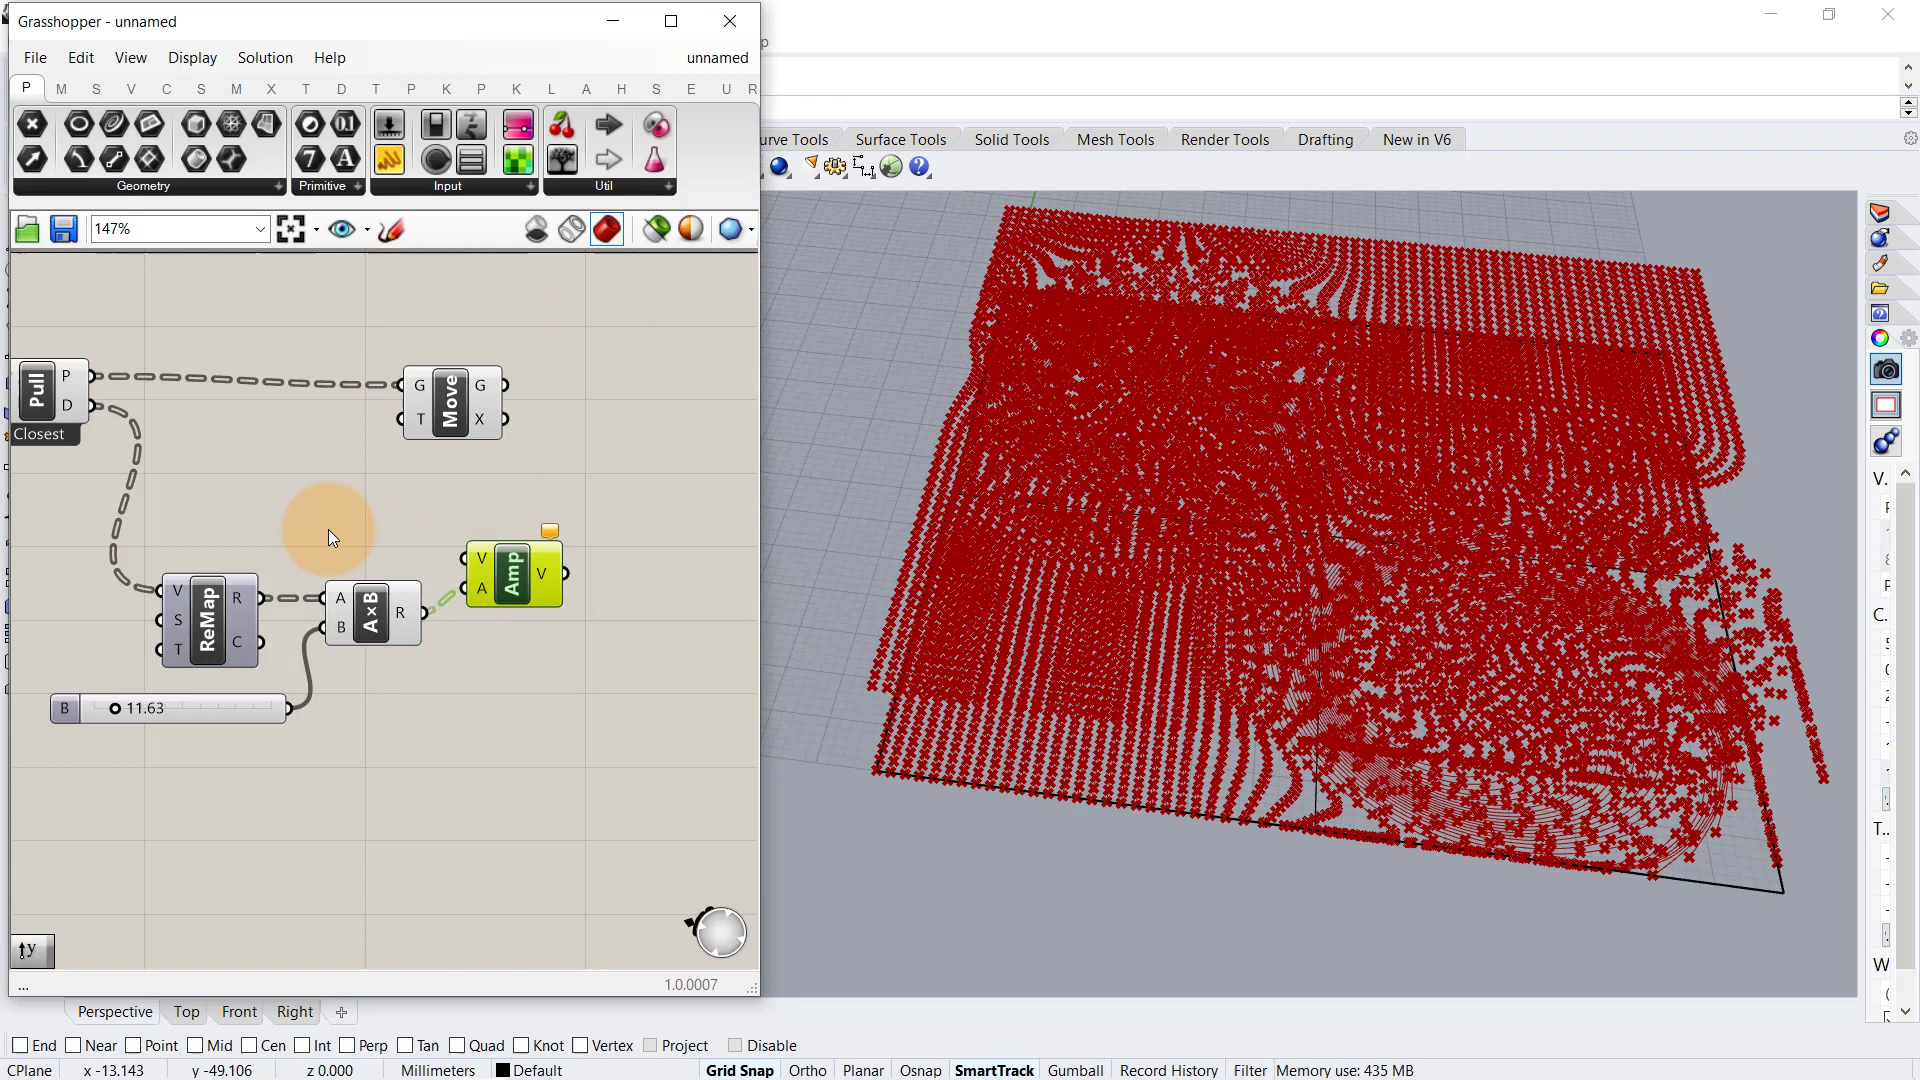 Grasshopper - unnamed
File Edit View Display Solution Help unnamed
P M S V C S M X T D T P K P K L A H S E U R
Geometry Primitive Input Util
147%
Curve Tools Surface Tools Solid Tools Mesh Tools Render Tools Drafting New in V6
Pull P D
Closest
G T Move G X
V A Amp V
V S T ReMap R C
A B A×B R
B 11.63
...
1.0.0007
Perspective Top Front Right
End Near Point Mid Cen Int Perp Tan Quad Knot Vertex Project Disable
CPlane x -13.143 y -49.106 z 0.000 Millimeters Default Grid Snap Ortho Planar Osnap SmartTrack Gumball Record History Filter Memory use: 435 MB
V.
C.
T..
W